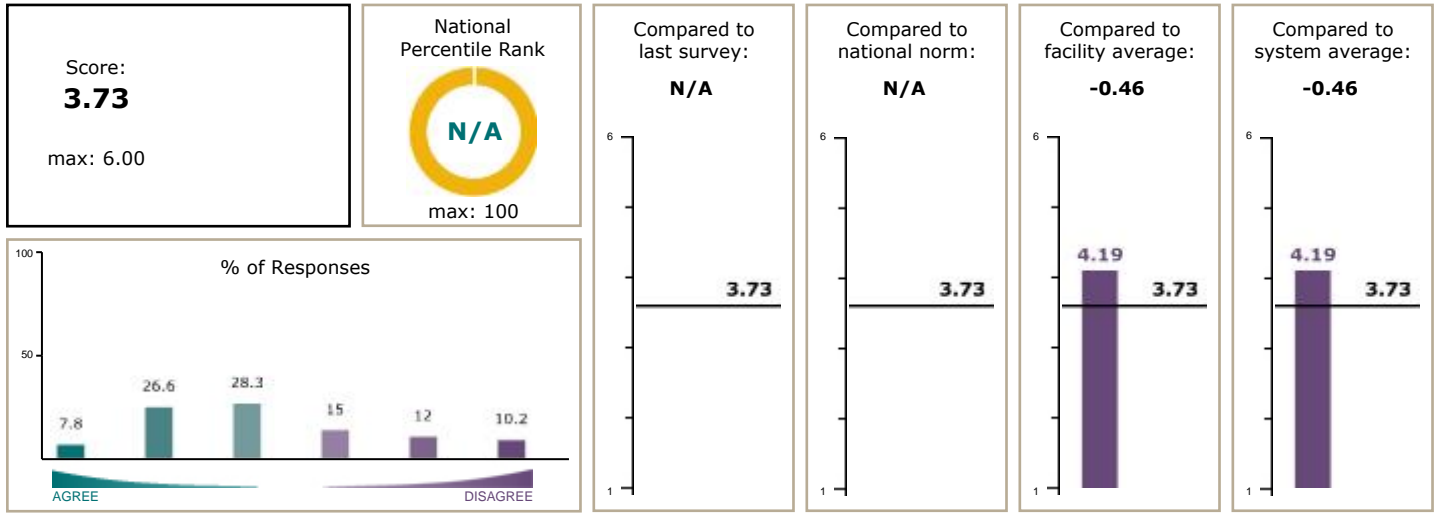 Score:
3.73
max: 6.00
National
Percentile Rank
N/A
max: 100
% of Responses
100
50
7.8
26.6
28.3
15
12
10.2
AGREE
DISAGREE
Compared to
last survey:
N/A
6
3.73
1
Compared to
national norm:
N/A
6
3.73
1
Compared to
facility average:
-0.46
6
4.19
3.73
1
Compared to
system average:
-0.46
6
4.19
3.73
1